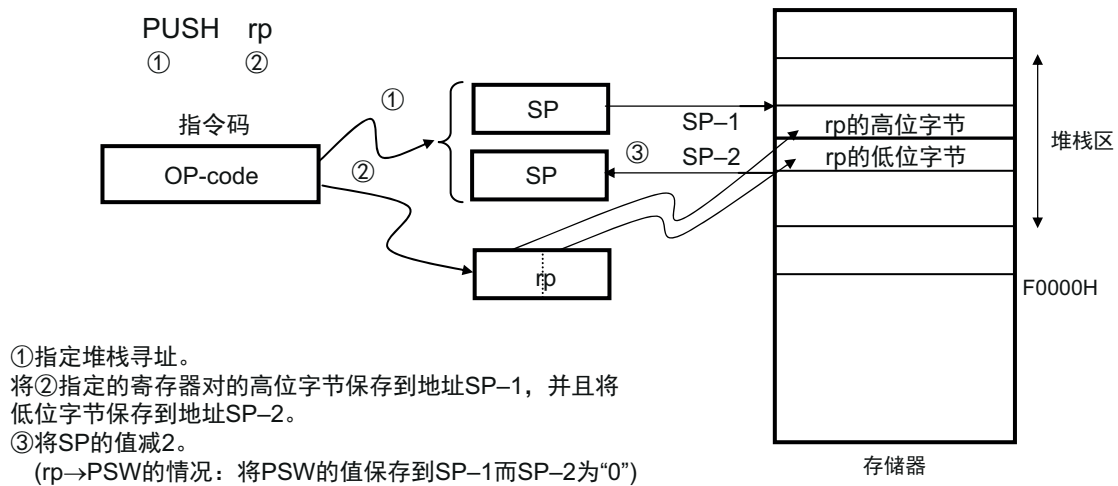 PUSH rp
① ②
指令码
OP-code
①
②
SP
SP
③
SP–1
SP–2
rp
rp的高位字节
rp的低位字节
堆栈区
F0000H
存储器
①指定堆栈寻址。
将②指定的寄存器对的高位字节保存到地址SP–1，并且将
低位字节保存到地址SP–2。
③将SP的值减2。
(rp→PSW的情况：将PSW的值保存到SP–1而SP–2为“0”)